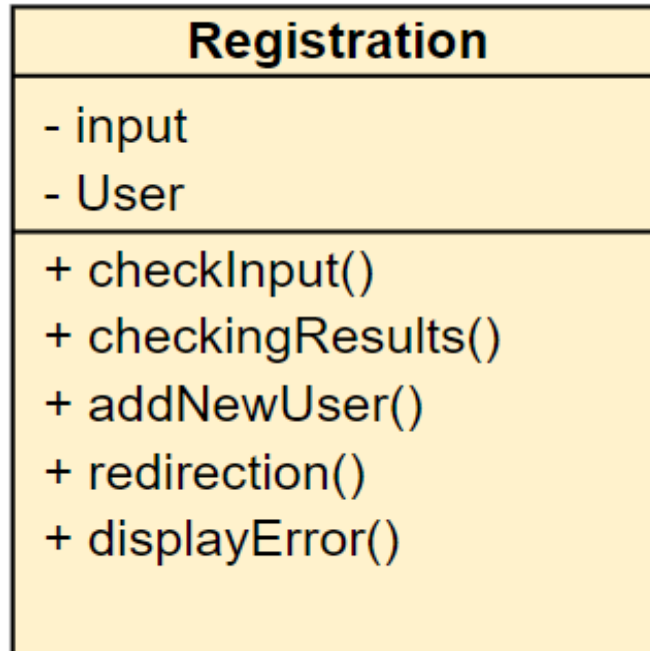 Registration
- input
- User
+ checkInput()
+ checkingResults()
+ addNewUser()
+ redirection()
+ displayError()